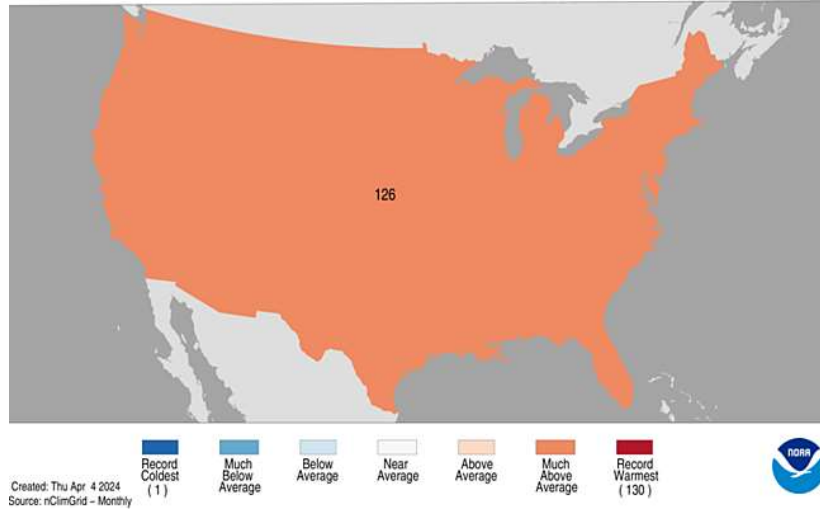 126
Record
Coldest
( 1 )
Much
Below
Average
Below
Average
Near
Average
Above
Average
Much
Above
Average
Record
Warmest
( 130 )
Created: Thu Apr 4 2024
Source: nClimGrid – Monthly
NOAA